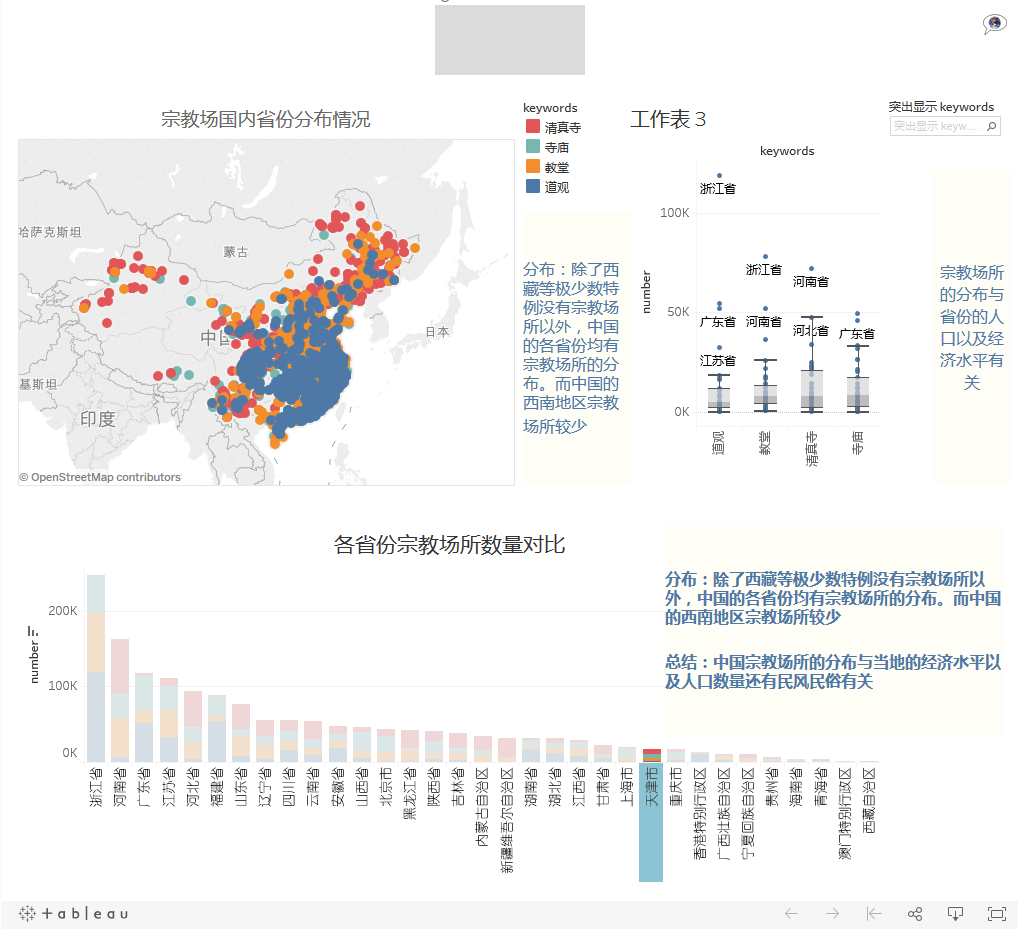 宗教场国内省份分布情况
哈萨克斯坦
蒙古
日本
基斯坦
印度
© OpenStreetMap contributors
keywords
清真寺
寺庙
教堂
道观
分布：除了西
藏等极少数特
例没有宗教场
所以外，中国
的各省份均有
宗教场所的分
布。而中国的
西南地区宗教
场所较少
工作表 3
突出显示 keywords
突出显示 keyw...
keywords
number
100K
50K
0K
浙江省
广东省
江苏省
浙江省
河南省
河南省
河北省
广东省
道观
教堂
清真寺
寺庙
宗教场所
的分布与
省份的人
口以及经
济水平有
关
各省份宗教场所数量对比
number
200K
100K
0K
浙江省
河南省
广东省
江苏省
河北省
福建省
山东省
辽宁省
四川省
云南省
安徽省
山西省
北京市
黑龙江省
陕西省
吉林省
内蒙古自治区
新疆维吾尔自治区
湖南省
湖北省
江西省
甘肃省
上海市
天津市
重庆市
香港特别行政区
广西壮族自治区
宁夏回族自治区
贵州省
海南省
青海省
澳门特别行政区
西藏自治区
分布：除了西藏等极少数特例没有宗教场所以
外，中国的各省份均有宗教场所的分布。而中国
的西南地区宗教场所较少
总结：中国宗教场所的分布与当地的经济水平以
及人口数量还有民风民俗有关
+ableau